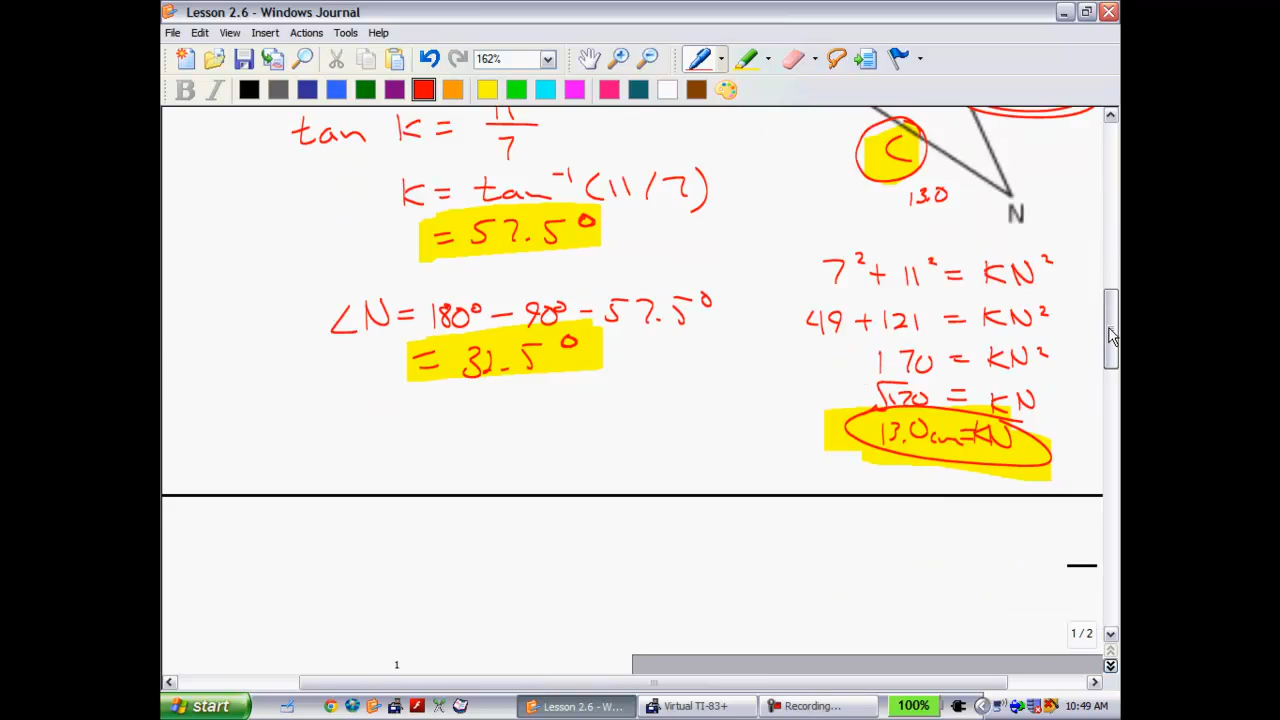 Lesson 2.6 - Windows Journal
File Edit View Insert Actions Tools Help
162%
B I
tan K = 11/7
K = tan⁻¹ (11/7)
= 57.5°
∠N = 180° - 90° - 57.5°
= 32.5°
C
13.0
N
7² + 11² = KN²
49 + 121 = KN²
170 = KN²
√170 = KN
13.0cm = KN
1 / 2
1
start
Lesson 2.6 - W...
Virtual TI-83+
Recording...
100%
10:49 AM